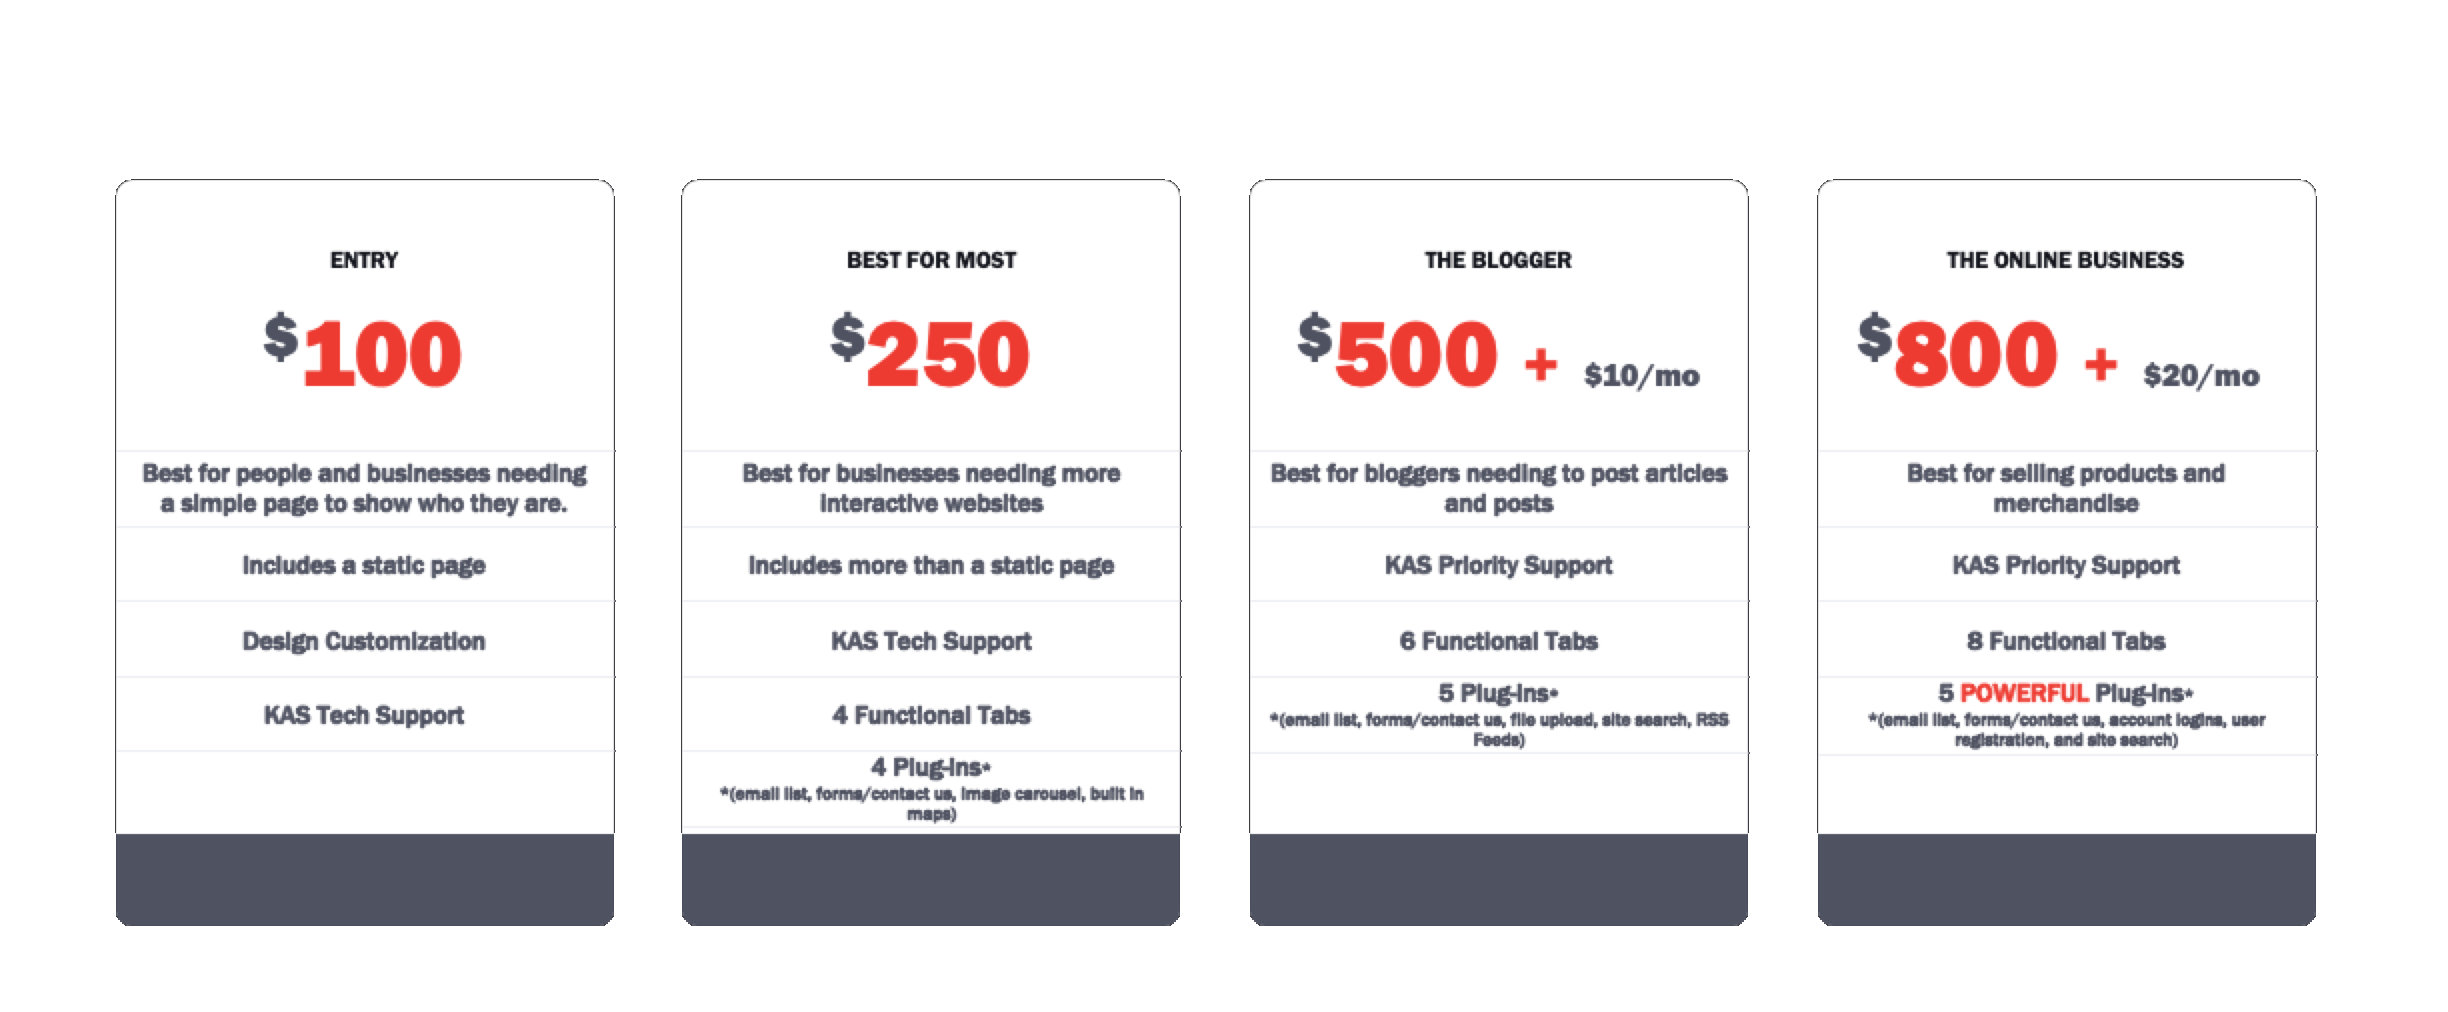 ENTRY
$100
Best for people and businesses needing
a simple page to show who they are.
Includes a static page
Design Customization
KAS Tech Support
BEST FOR MOST
$250
Best for businesses needing more
interactive websites
Includes more than a static page
KAS Tech Support
4 Functional Tabs
4 Plug-ins*
*(email list, forms/contact us, image carousel, built in
maps)
THE BLOGGER
$500 + $10/mo
Best for bloggers needing to post articles
and posts
KAS Priority Support
6 Functional Tabs
5 Plug-ins*
*(email list, forms/contact us, file upload, site search, RSS
Feeds)
THE ONLINE BUSINESS
$800 + $20/mo
Best for selling products and
merchandise
KAS Priority Support
8 Functional Tabs
5 POWERFUL Plug-ins*
*(email list, forms/contact us, account logins, user
registration, and site search)